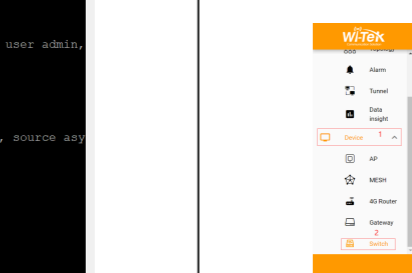 user admin,
, source asy
Wi-Tek
Topology
Alarm
Tunnel
Data
insight
Device 1
AP
MESH
4G Router
Gateway
2
Switch